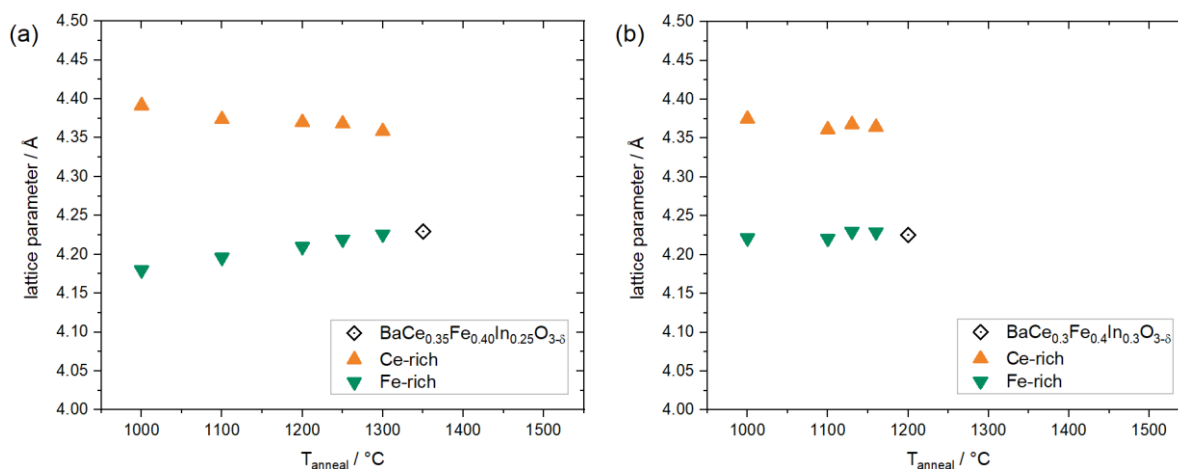 (a)
4.50
4.45
4.40
4.35
4.30
4.25
4.20
4.15
4.10
4.05
4.00
lattice parameter / Å
BaCe0.35Fe0.40In0.25O3-δ
Ce-rich
Fe-rich
1000 1100 1200 1300 1400 1500
Tanneal / °C
(b)
4.50
4.45
4.40
4.35
4.30
4.25
4.20
4.15
4.10
4.05
4.00
lattice parameter / Å
BaCe0.3Fe0.4In0.3O3-δ
Ce-rich
Fe-rich
1000 1100 1200 1300 1400 1500
Tanneal / °C